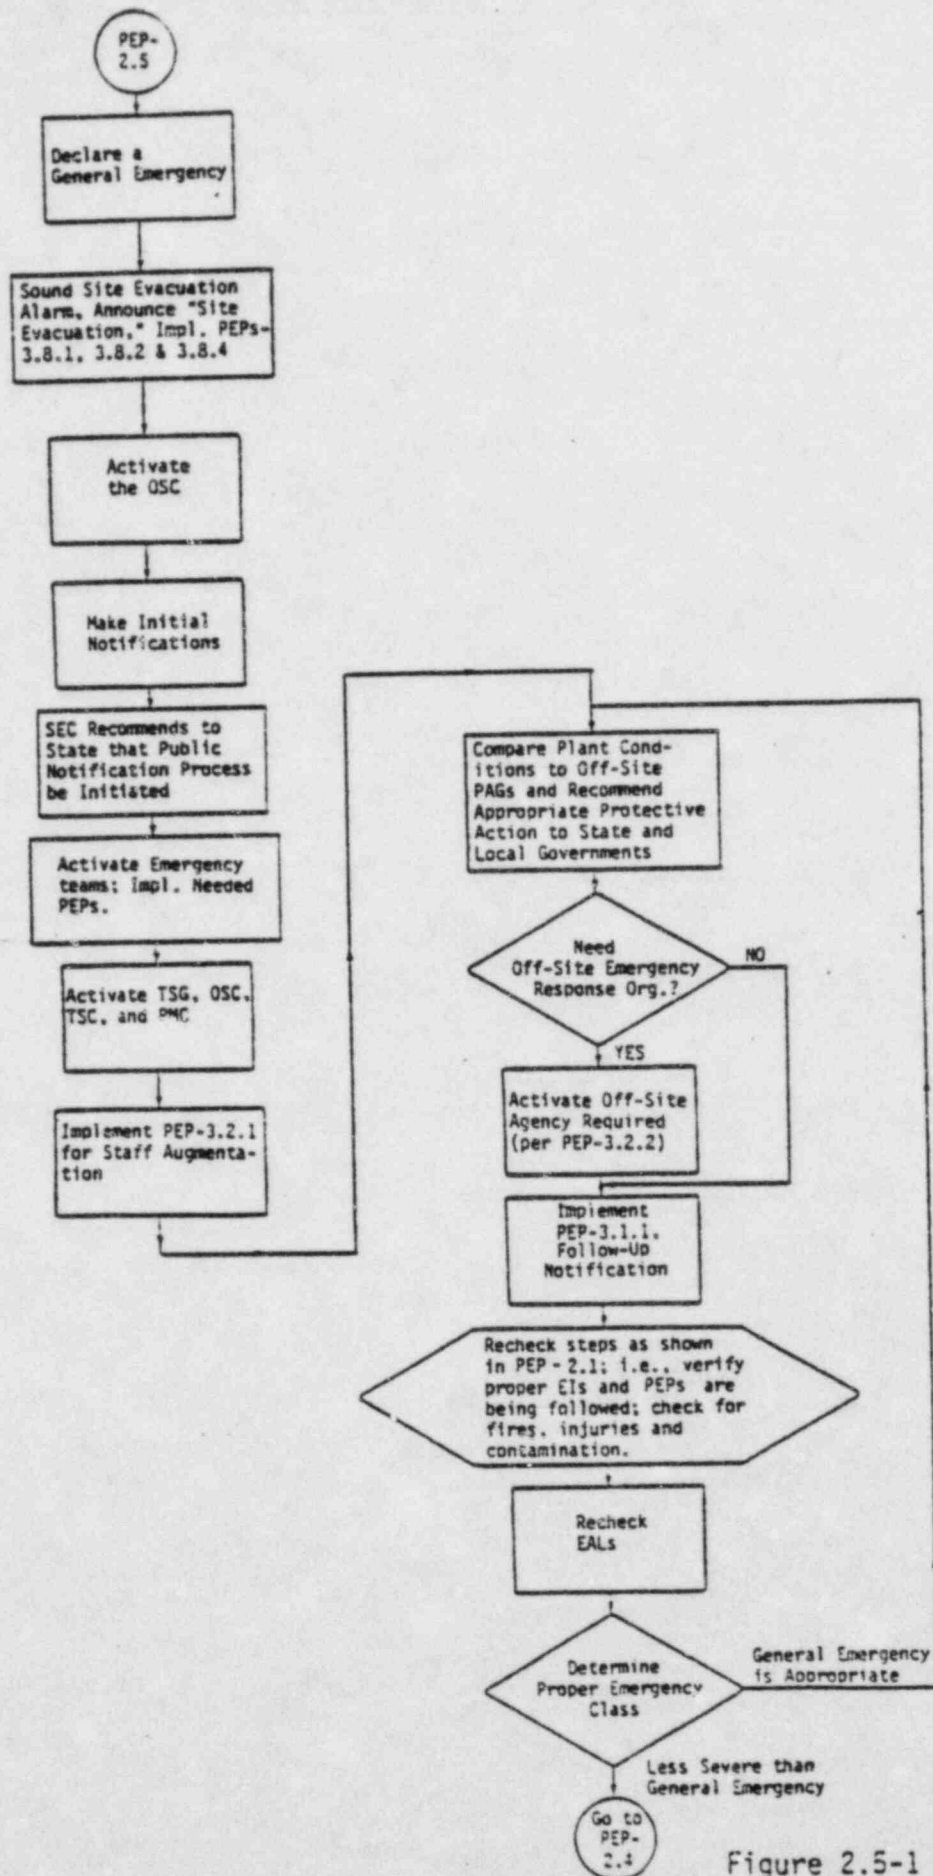 PEP-
2.5
Declare a
General Emergency
Sound Site Evacuation
Alarm, Announce "Site
Evacuation," Impl. PEPs-
3.8.1, 3.8.2 & 3.8.4
Activate
the OSC
Make Initial
Notifications
SEC Recommends to
State that Public
Notification Process
be Initiated
Activate Emergency
teams; Impl. Needed
PEPs.
Activate TSG, OSC,
TSC, and PMC
Implement PEP-3.2.1
for Staff Augmenta-
tion
Compare Plant Cond-
itions to Off-Site
PAGs and Recommend
Appropriate Protective
Action to State and
Local Governments
Need
Off-Site Emergency
Response Org.?
NO
YES
Activate Off-Site
Agency Required
(per PEP-3.2.2)
Implement
PEP-3.1.1,
Follow-Up
Notification
Recheck steps as shown
in PEP-2.1; i.e., verify
proper EIs and PEPs are
being followed; check for
fires, injuries and
contamination.
Recheck
EALs
Determine
Proper Emergency
Class
General Emergency
is Appropriate
Less Severe than
General Emergency
Go to
PEP-
2.4
Figure 2.5-1